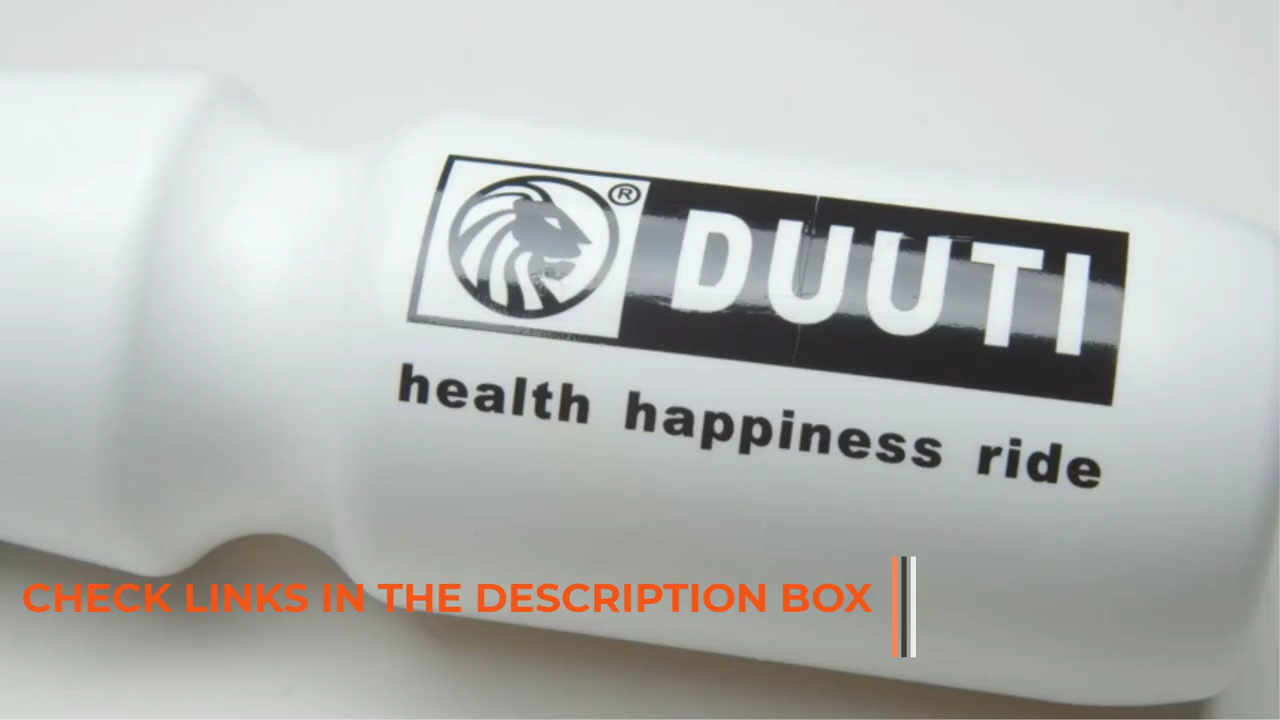 ® DUUTI
health happiness ride
CHECK LINKS IN THE DESCRIPTION BOX